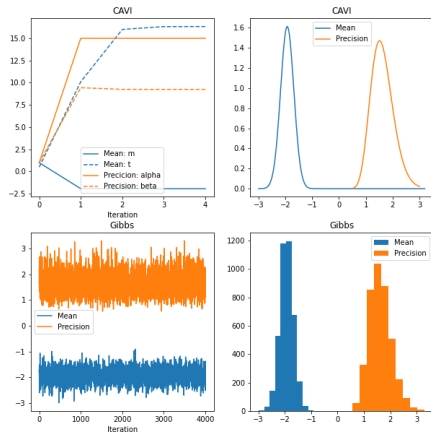 CAVI
15.0
12.5
10.0
7.5
5.0
2.5
0.0
−2.5
Mean: m
Mean: t
Precicion: alpha
Precision: beta
0 1 2 3 4
Iteration
CAVI
1.6
1.4
1.2
1.0
0.8
0.6
0.4
0.2
0.0
Mean
Precision
−3 −2 −1 0 1 2 3
Gibbs
3
2
1
0
−1
−2
−3
Mean
Precision
0 1000 2000 3000 4000
Iteration
Gibbs
1200
1000
800
600
400
200
0
Mean
Precision
−3 −2 −1 0 1 2 3